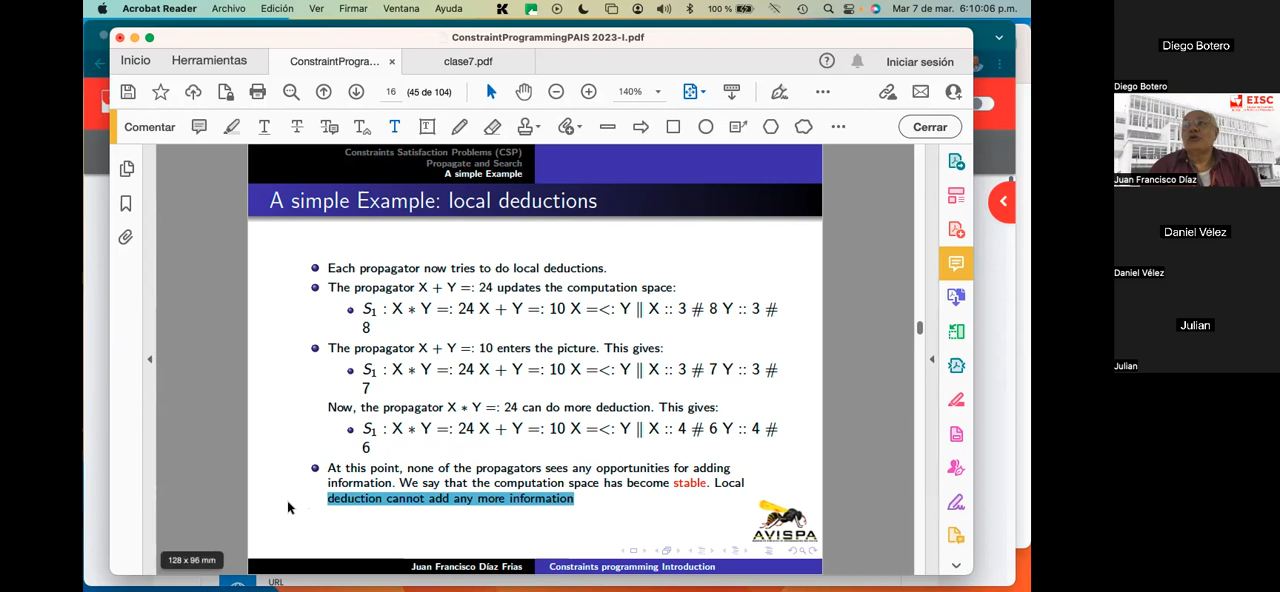 Acrobat Reader Archivo Edición Ver Firmar Ventana Ayuda 100 % Mar 7 de mar. 6:10:06 p.m.
ConstraintProgrammingPAIS 2023-I.pdf
Inicio Herramientas ConstraintProgra... × clase7.pdf Iniciar sesión
16 (45 de 104) 140%
Comentar Cerrar
Constraints Satisfaction Problems (CSP)
Propagate and Search
A simple Example
A simple Example: local deductions
Each propagator now tries to do local deductions.
The propagator X + Y =: 24 updates the computation space:
S1 : X ∗ Y =: 24 X + Y =: 10 X =<: Y ∥ X :: 3 # 8 Y :: 3 #
8
The propagator X + Y =: 10 enters the picture. This gives:
S1 : X ∗ Y =: 24 X + Y =: 10 X =<: Y ∥ X :: 3 # 7 Y :: 3 #
7
Now, the propagator X ∗ Y =: 24 can do more deduction. This gives:
S1 : X ∗ Y =: 24 X + Y =: 10 X =<: Y ∥ X :: 4 # 6 Y :: 4 #
6
At this point, none of the propagators sees any opportunities for adding
information. We say that the computation space has become stable. Local
deduction cannot add any more information
AVISPA
128 x 96 mm
Juan Francisco Díaz Frias Constraints programming Introduction
URL
Diego Botero
Diego Botero
EISC
Juan Francisco Díaz
Daniel Vélez
Daniel Vélez
Julian
Julian